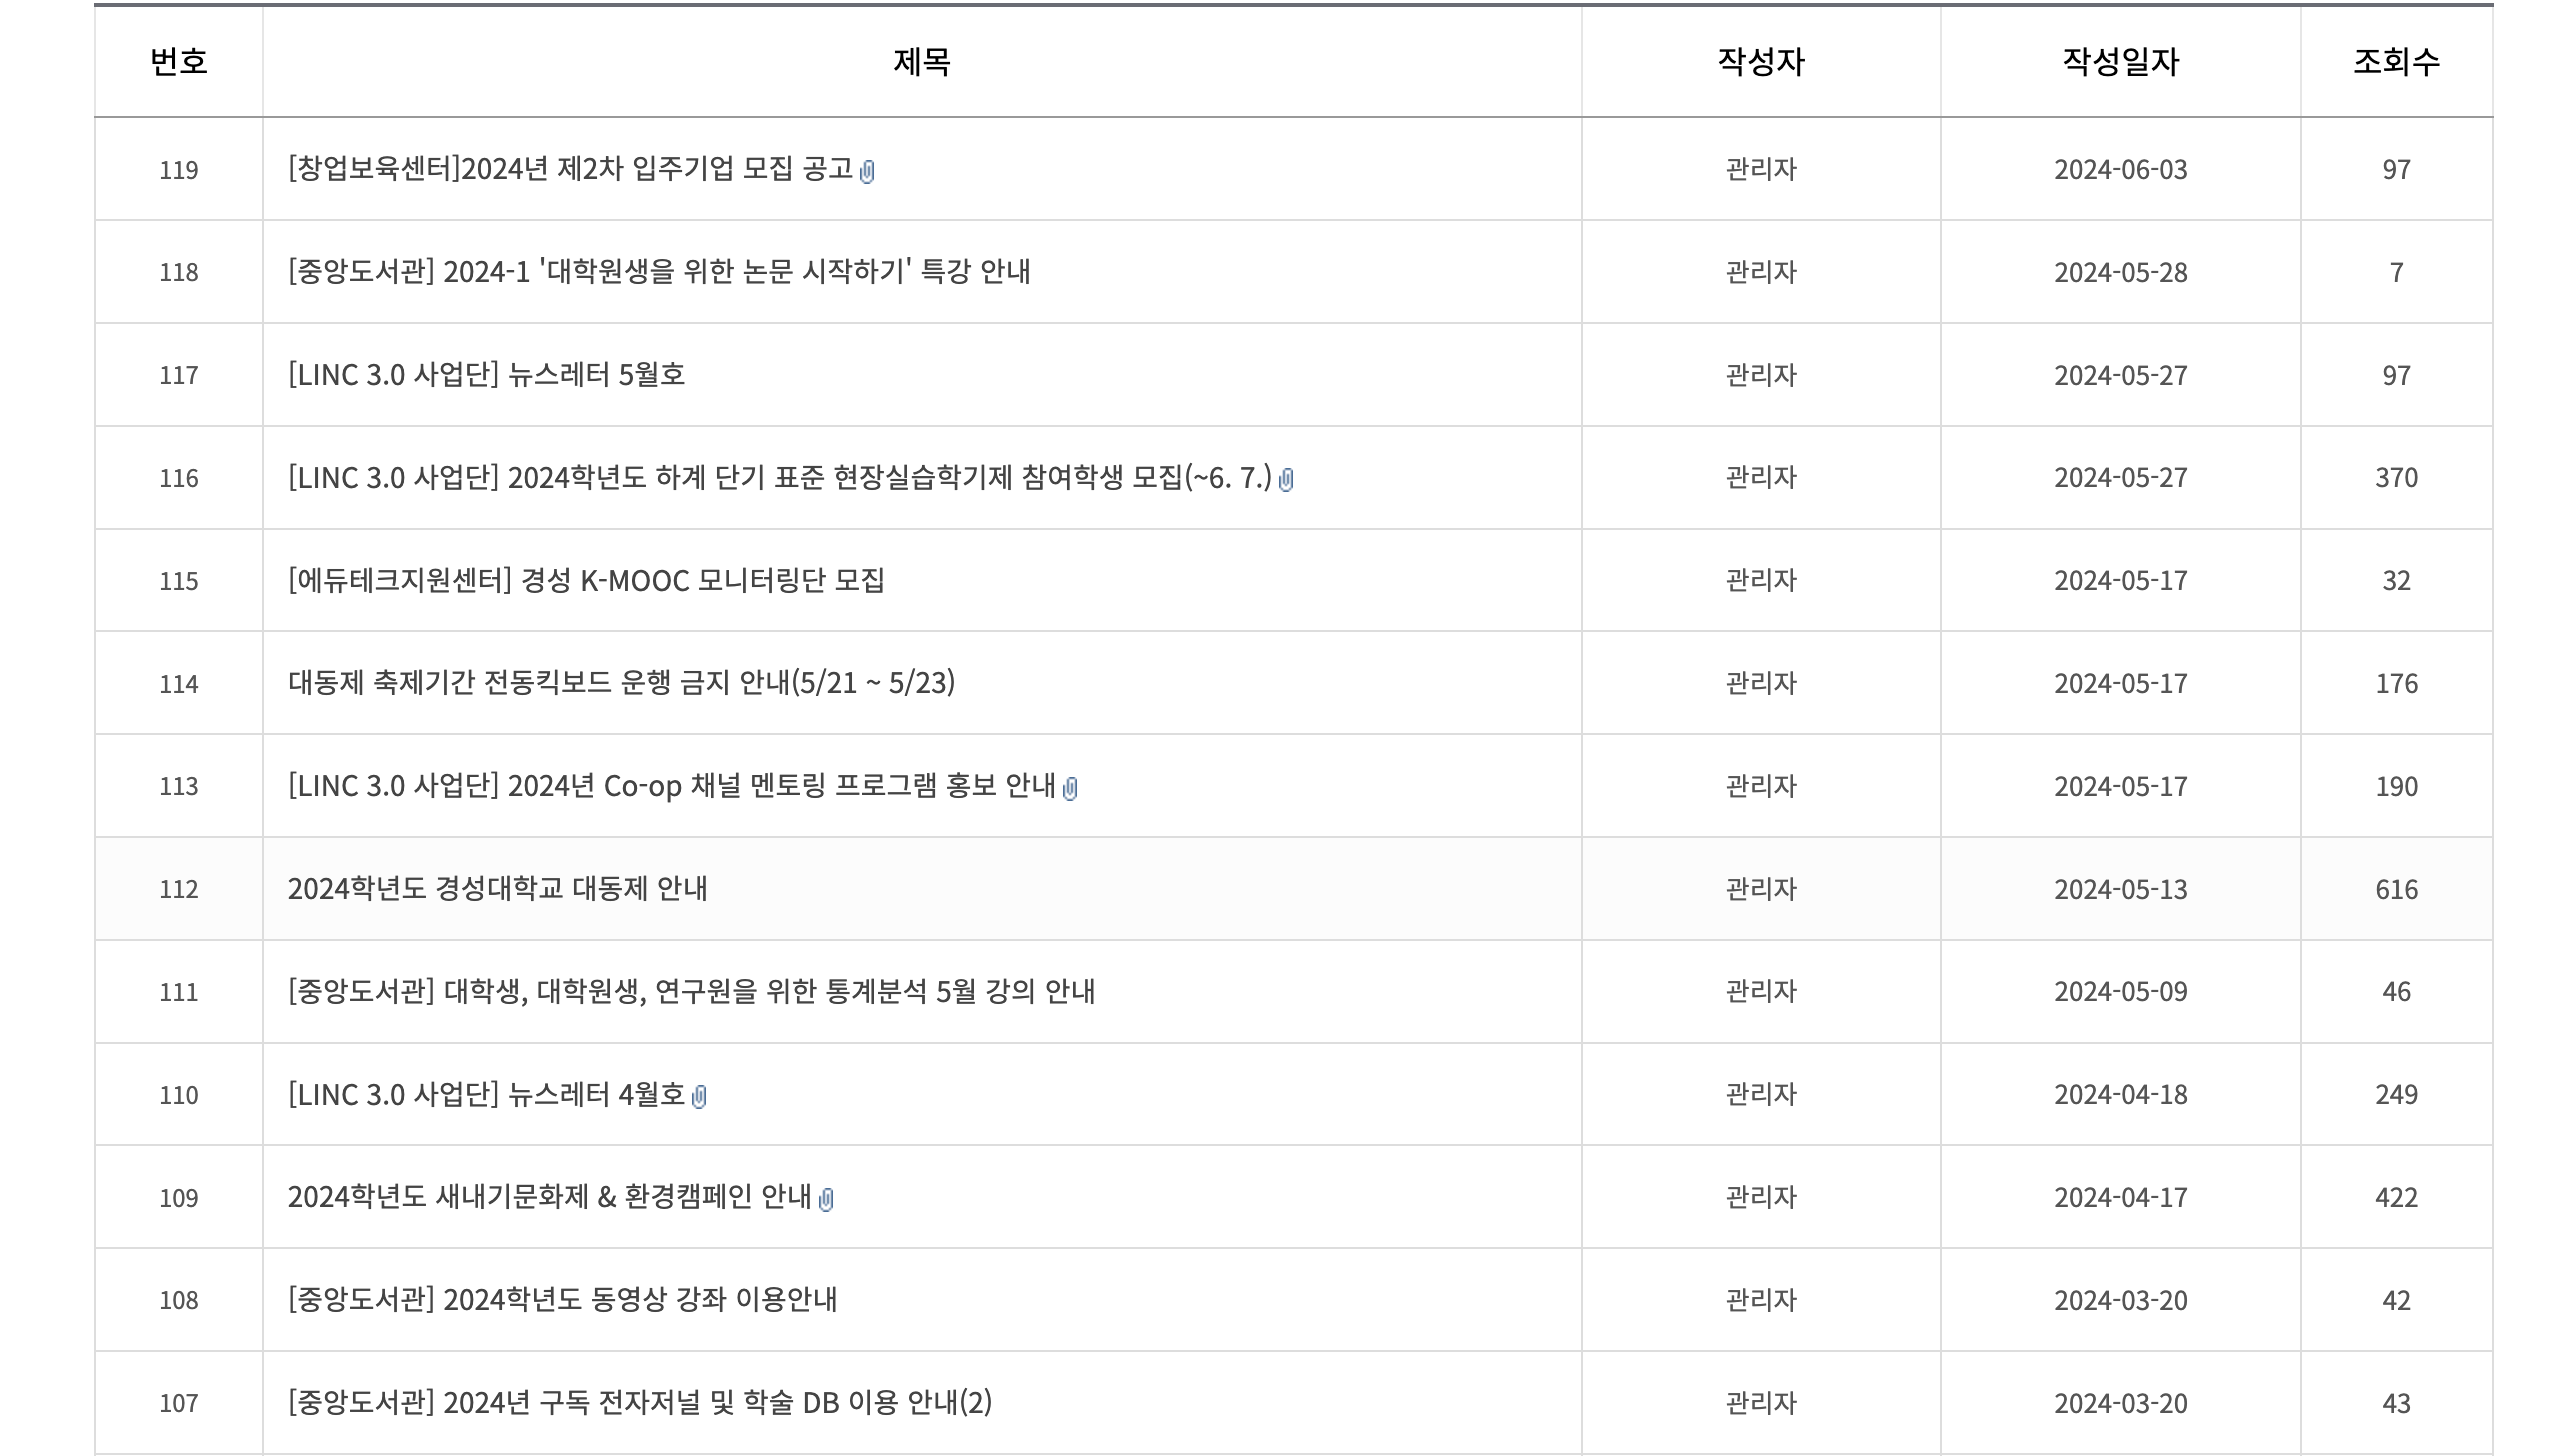 번호 제목 작성자 작성일자 조회수
119 [창업보육센터]2024년 제2차 입주기업 모집 공고 관리자 2024-06-03 97
118 [중앙도서관] 2024-1 '대학원생을 위한 논문 시작하기' 특강 안내 관리자 2024-05-28 7
117 [LINC 3.0 사업단] 뉴스레터 5월호 관리자 2024-05-27 97
116 [LINC 3.0 사업단] 2024학년도 하계 단기 표준 현장실습학기제 참여학생 모집(~6. 7.) 관리자 2024-05-27 370
115 [에듀테크지원센터] 경성 K-MOOC 모니터링단 모집 관리자 2024-05-17 32
114 대동제 축제기간 전동킥보드 운행 금지 안내(5/21 ~ 5/23) 관리자 2024-05-17 176
113 [LINC 3.0 사업단] 2024년 Co-op 채널 멘토링 프로그램 홍보 안내 관리자 2024-05-17 190
112 2024학년도 경성대학교 대동제 안내 관리자 2024-05-13 616
111 [중앙도서관] 대학생, 대학원생, 연구원을 위한 통계분석 5월 강의 안내 관리자 2024-05-09 46
110 [LINC 3.0 사업단] 뉴스레터 4월호 관리자 2024-04-18 249
109 2024학년도 새내기문화제 & 환경캠페인 안내 관리자 2024-04-17 422
108 [중앙도서관] 2024학년도 동영상 강좌 이용안내 관리자 2024-03-20 42
107 [중앙도서관] 2024년 구독 전자저널 및 학술 DB 이용 안내(2) 관리자 2024-03-20 43